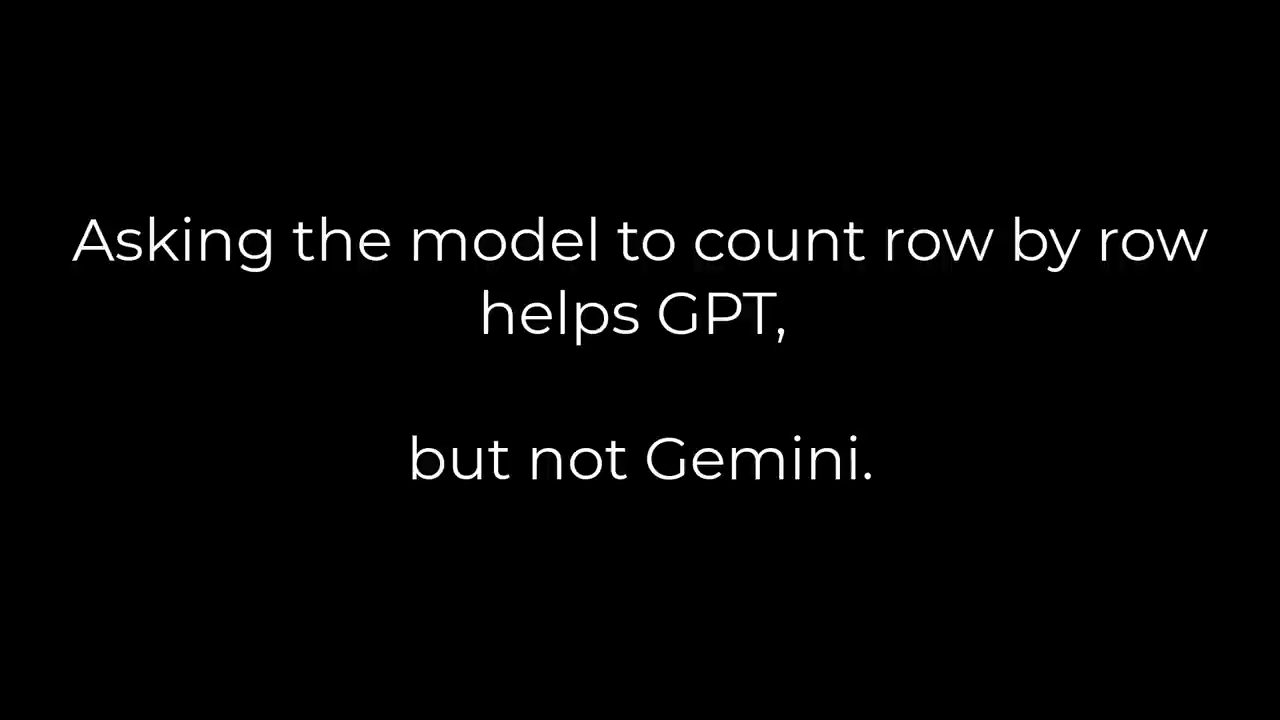 Asking the model to count row by row
helps GPT,
but not Gemini.